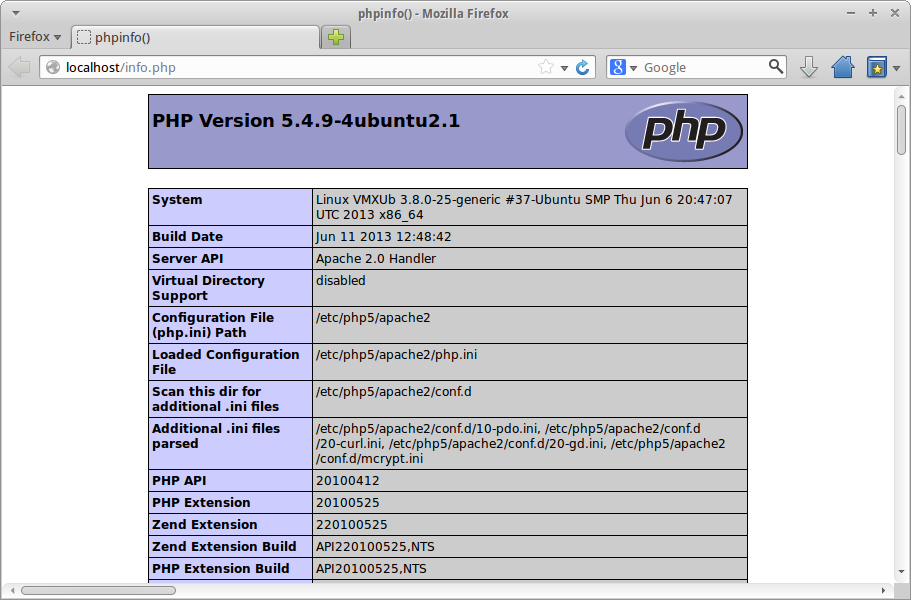 phpinfo() - Mozilla Firefox
Firefox
phpinfo()
localhost/info.php
8
Google
PHP Version 5.4.9-4ubuntu2.1
php
System
Linux VMXUb 3.8.0-25-generic #37-Ubuntu SMP Thu Jun 6 20:47:07
UTC 2013 x86_64
Build Date
Jun 11 2013 12:48:42
Server API
Apache 2.0 Handler
Virtual Directory
Support
disabled
Configuration File
(php.ini) Path
/etc/php5/apache2
Loaded Configuration
File
/etc/php5/apache2/php.ini
Scan this dir for
additional .ini files
/etc/php5/apache2/conf.d
Additional .ini files
parsed
/etc/php5/apache2/conf.d/10-pdo.ini, /etc/php5/apache2/conf.d
/20-curl.ini, /etc/php5/apache2/conf.d/20-gd.ini, /etc/php5/apache2
/conf.d/mcrypt.ini
PHP API
20100412
PHP Extension
20100525
Zend Extension
220100525
Zend Extension Build
API220100525,NTS
PHP Extension Build
API20100525,NTS